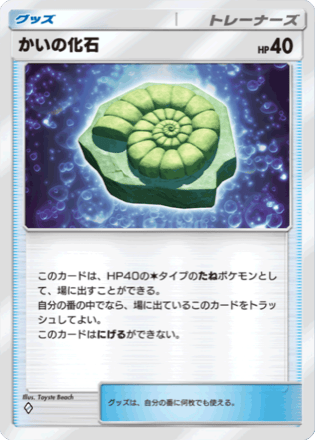 グッズ トレーナーズ
かいの化石 HP40
このカードは、HP40の✱タイプのたねポケモンとし
て、場に出すことができる。
自分の番の中でなら、場に出ているこのカードをトラッ
シュしてよい。
このカードはにげるができない。
Illus. Toyste Beach
グッズは、自分の番に何枚でも使える。